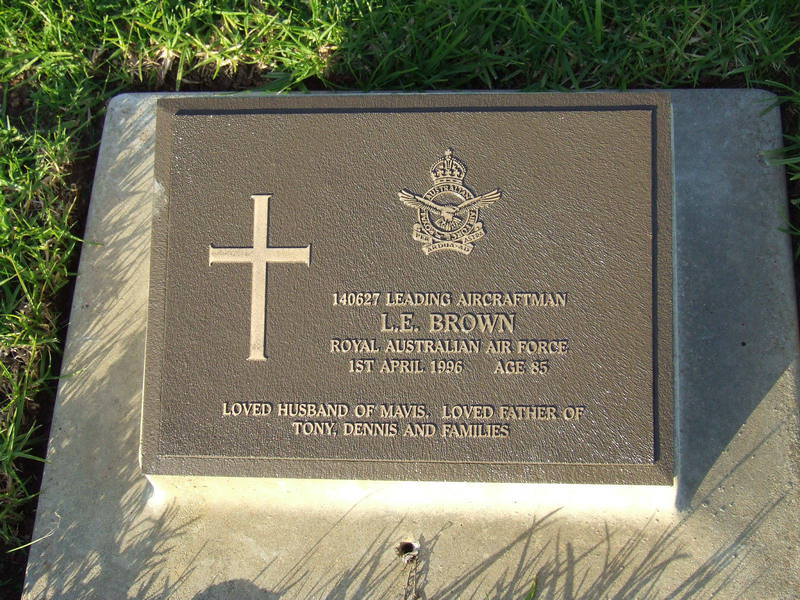 AUSTRALIAN
140627 LEADING AIRCRAFTMAN
L.E. BROWN
ROYAL AUSTRALIAN AIR FORCE
1ST APRIL 1996 AGE 85
LOVED HUSBAND OF MAVIS. LOVED FATHER OF
TONY, DENNIS AND FAMILIES